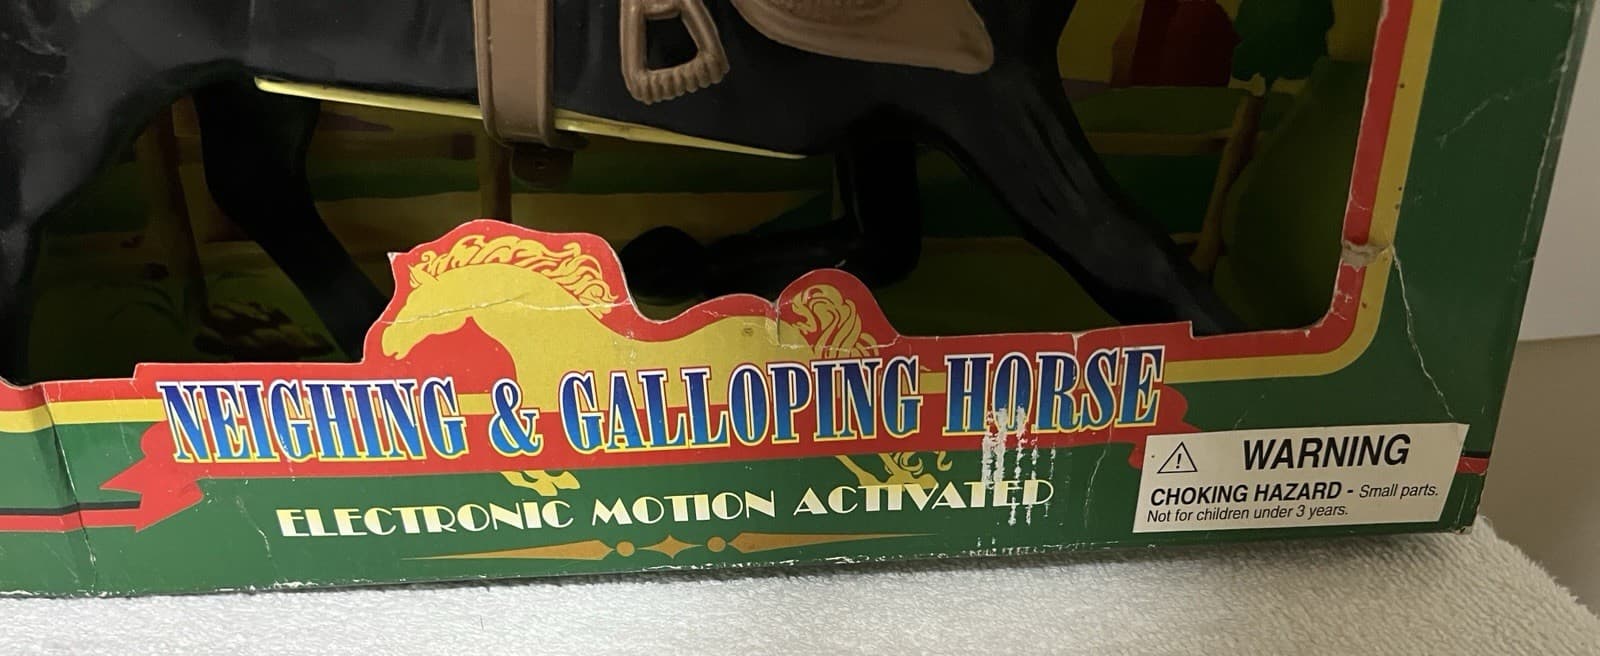 NEIGHING & GALLOPING HORSE
ELECTRONIC MOTION ACTIVATED
WARNING
CHOKING HAZARD - Small parts.
Not for children under 3 years.